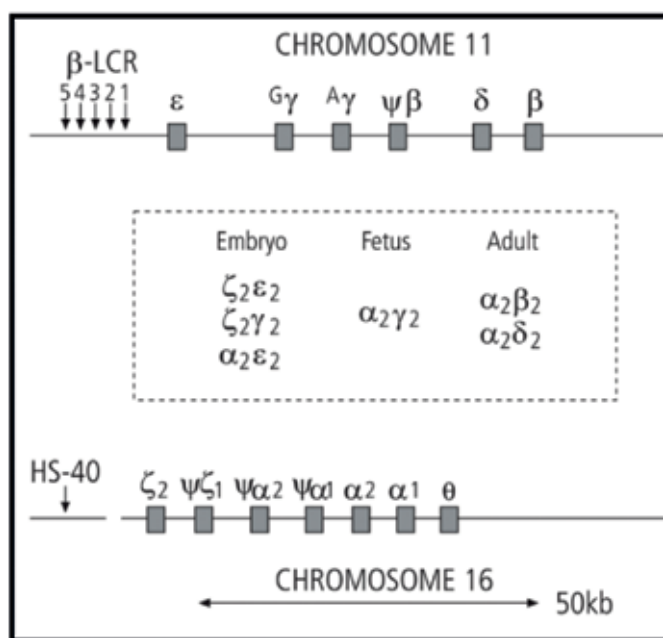 CHROMOSOME 11
β-LCR
5 4 3 2 1
ε Gγ Aγ ψβ δ β
Embryo Fetus Adult
ζ2ε2
ζ2γ2
α2ε2
α2γ2
α2β2
α2δ2
HS-40
ζ2 ψζ1 ψα2 ψα1 α2 α1 θ
CHROMOSOME 16
50kb